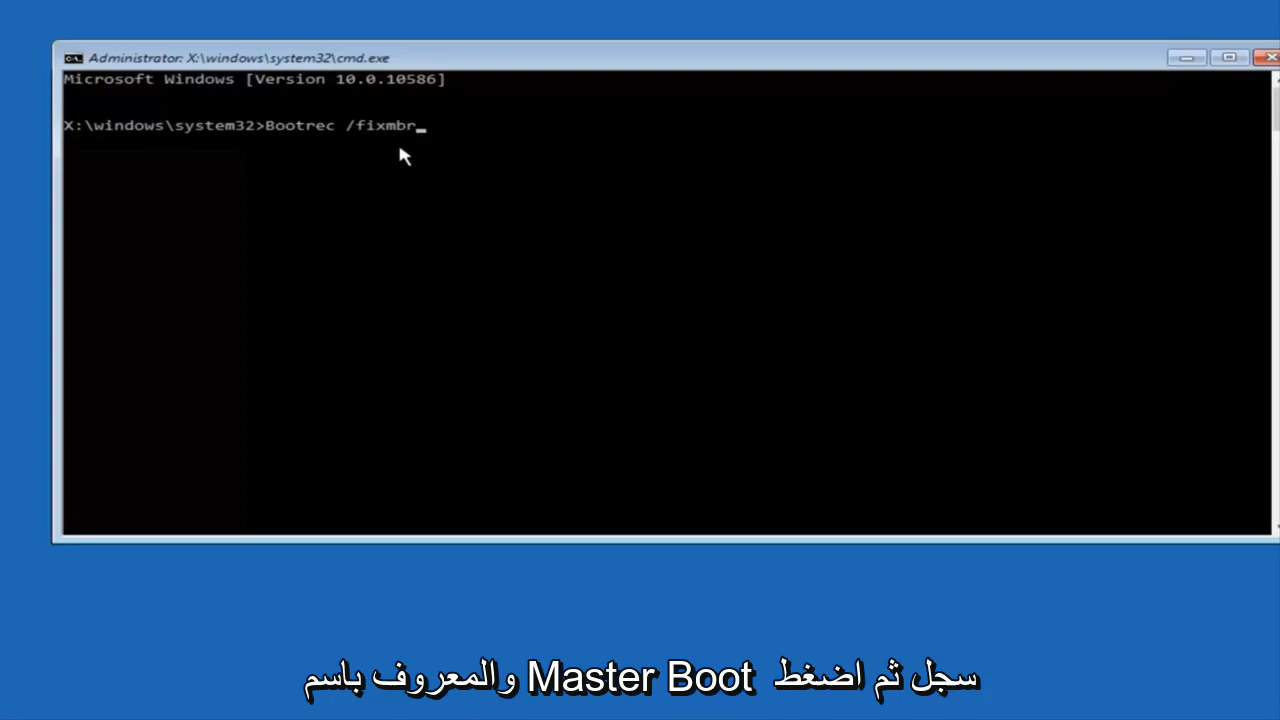 Administrator: X:\windows\system32\cmd.exe
Microsoft Windows [Version 10.0.10586]
X:\windows\system32>Bootrec /fixmbr_
سجل ثم اضغط Master Boot والمعروف باسم